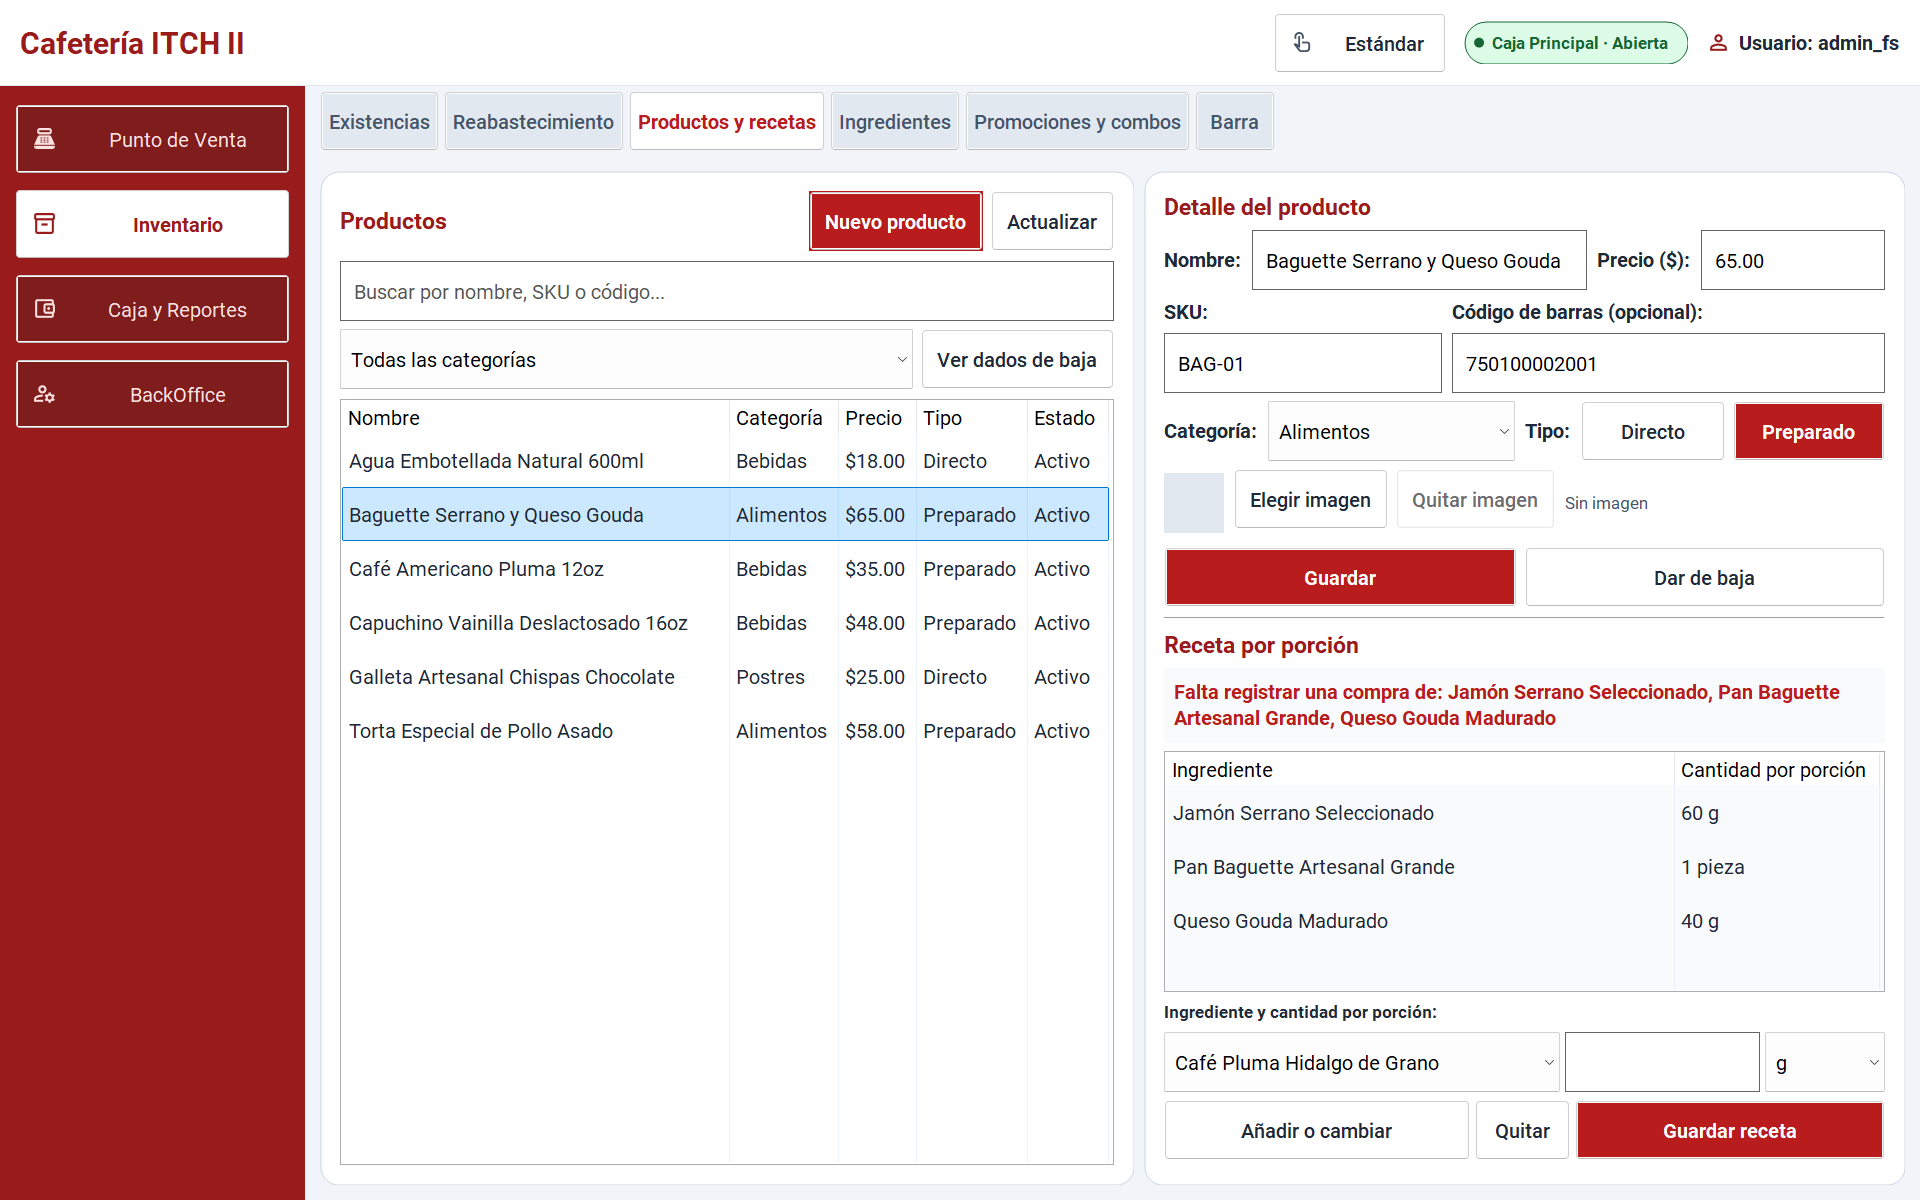 Cafetería ITCH II
Estándar
Caja Principal · Abierta
Usuario: admin_fs
Punto de Venta
Inventario
Caja y Reportes
BackOffice
Existencias
Reabastecimiento
Productos y recetas
Ingredientes
Promociones y combos
Barra
Productos
Nuevo producto
Actualizar
Buscar por nombre, SKU o código...
Todas las categorías
Ver dados de baja
Nombre Categoría Precio Tipo Estado
Agua Embotellada Natural 600ml Bebidas $18.00 Directo Activo
Baguette Serrano y Queso Gouda Alimentos $65.00 Preparado Activo
Café Americano Pluma 12oz Bebidas $35.00 Preparado Activo
Capuchino Vainilla Deslactosado 16oz Bebidas $48.00 Preparado Activo
Galleta Artesanal Chispas Chocolate Postres $25.00 Directo Activo
Torta Especial de Pollo Asado Alimentos $58.00 Preparado Activo
Detalle del producto
Nombre: Baguette Serrano y Queso Gouda Precio ($): 65.00
SKU: Código de barras (opcional):
BAG-01 750100002001
Categoría: Alimentos Tipo: Directo Preparado
Elegir imagen Quitar imagen Sin imagen
Guardar Dar de baja
Receta por porción
Falta registrar una compra de: Jamón Serrano Seleccionado, Pan Baguette
Artesanal Grande, Queso Gouda Madurado
Ingrediente Cantidad por porción
Jamón Serrano Seleccionado 60 g
Pan Baguette Artesanal Grande 1 pieza
Queso Gouda Madurado 40 g
Ingrediente y cantidad por porción:
Café Pluma Hidalgo de Grano g
Añadir o cambiar Quitar Guardar receta